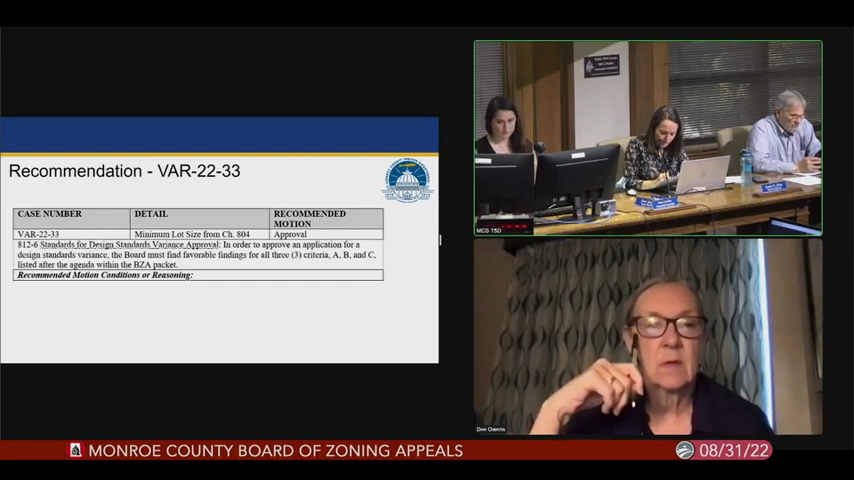 Recommendation - VAR-22-33
CASE NUMBER DETAIL RECOMMENDED
MOTION
VAR-22-33 Minimum Lot Size from Ch. 804 Approval
812-6 Standards for Design Standards Variance Approval: In order to approve an application for a
design standards variance, the Board must find favorable findings for all three (3) criteria, A, B, and C,
listed after the agenda within the BZA packet.
Recommended Motion Conditions or Reasoning:
MCG TSD
Dee Owens
MONROE COUNTY BOARD OF ZONING APPEALS
08/31/22